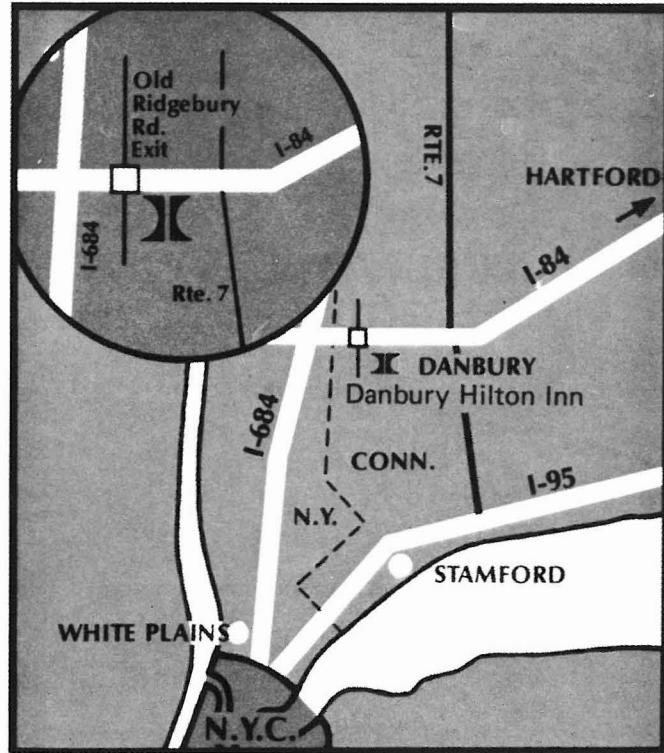 Old
Ridgebury
Rd.
Exit
I-84
I-684
Rte. 7
RTE. 7
HARTFORD
I-84
DANBURY
Danbury Hilton Inn
I-684
CONN.
I-95
N.Y.
STAMFORD
WHITE PLAINS
N.Y.C.